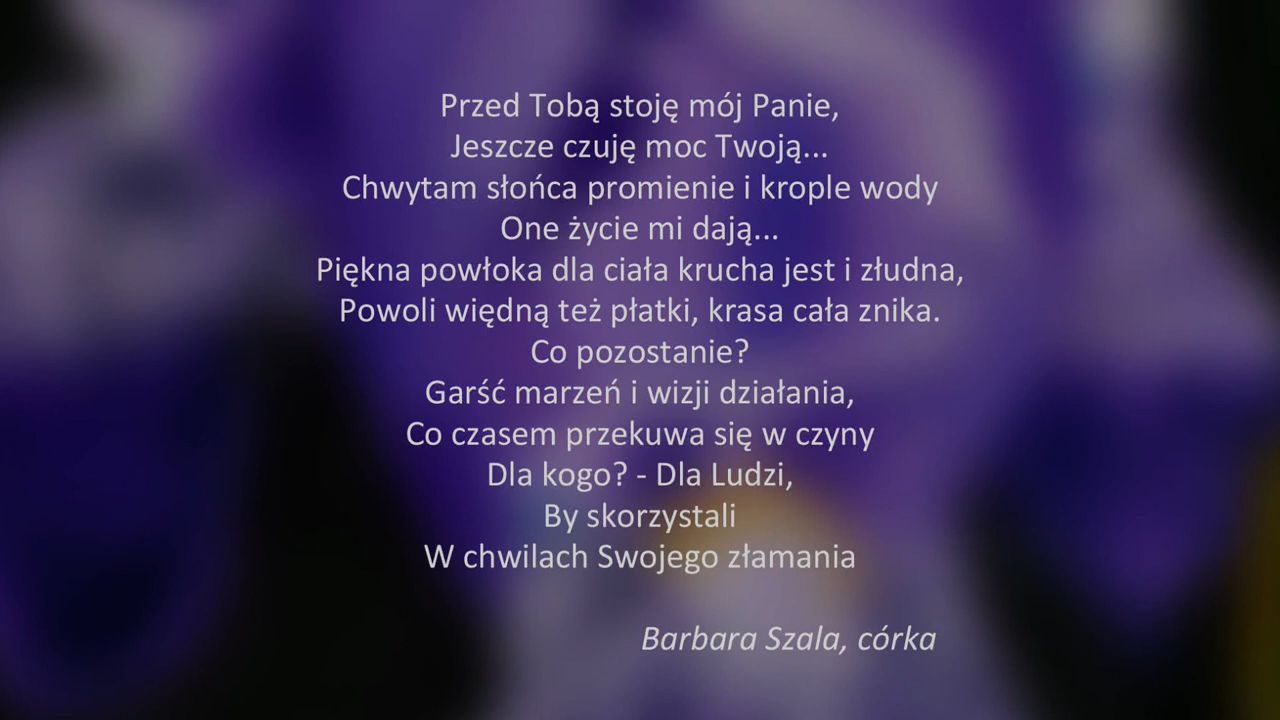 Przed Tobą stoję mój Panie,
Jeszcze czuję moc Twoją...
Chwytam słońca promienie i krople wody
One życie mi dają...
Piękna powłoka dla ciała krucha jest i złudna,
Powoli więdną też płatki, krasa cała znika.
Co pozostanie?
Garść marzeń i wizji działania,
Co czasem przekuwa się w czyny
Dla kogo? - Dla Ludzi,
By skorzystali
W chwilach Swojego złamania
Barbara Szala, córka